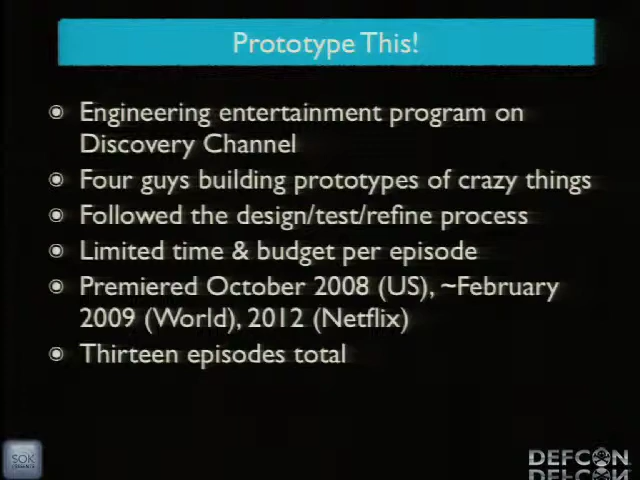 Prototype This!
Engineering entertainment program on
Discovery Channel
Four guys building prototypes of crazy things
Followed the design/test/refine process
Limited time & budget per episode
Premiered October 2008 (US), ~February
2009 (World), 2012 (Netflix)
Thirteen episodes total
SOK
DEFCON